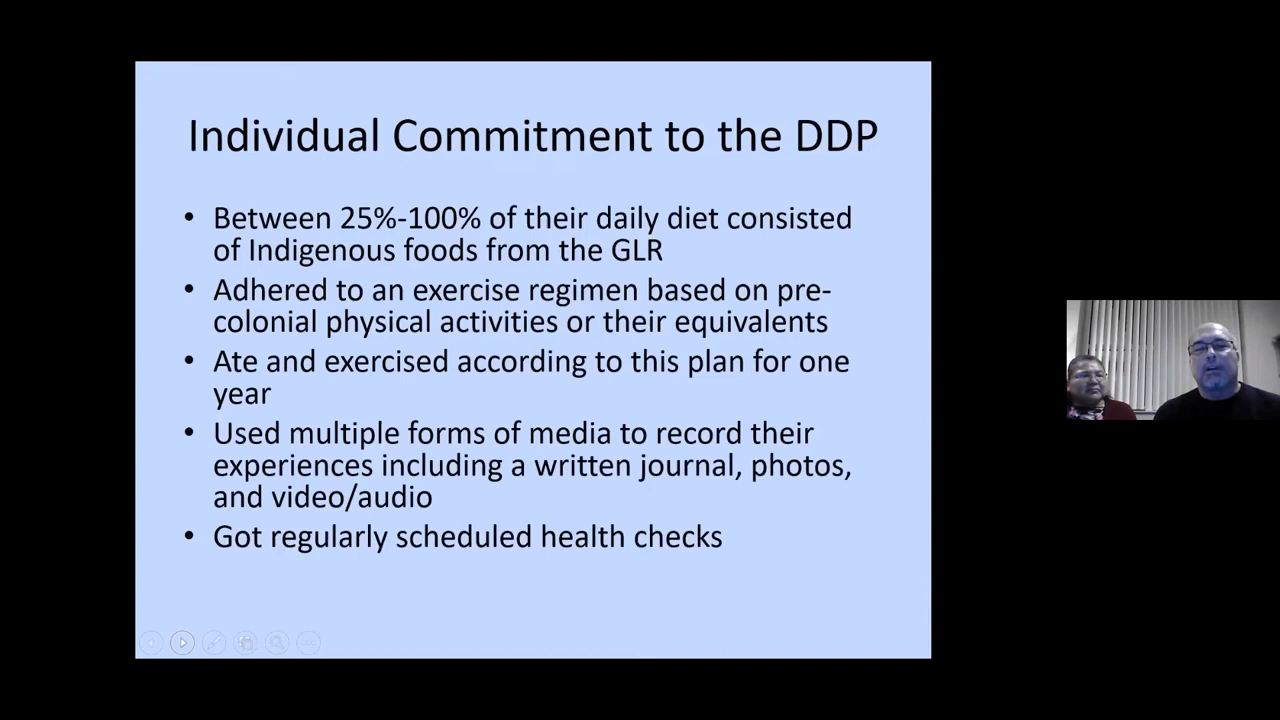 Individual Commitment to the DDP
• Between 25%-100% of their daily diet consisted
of Indigenous foods from the GLR
• Adhered to an exercise regimen based on pre-
colonial physical activities or their equivalents
• Ate and exercised according to this plan for one
year
• Used multiple forms of media to record their
experiences including a written journal, photos,
and video/audio
• Got regularly scheduled health checks